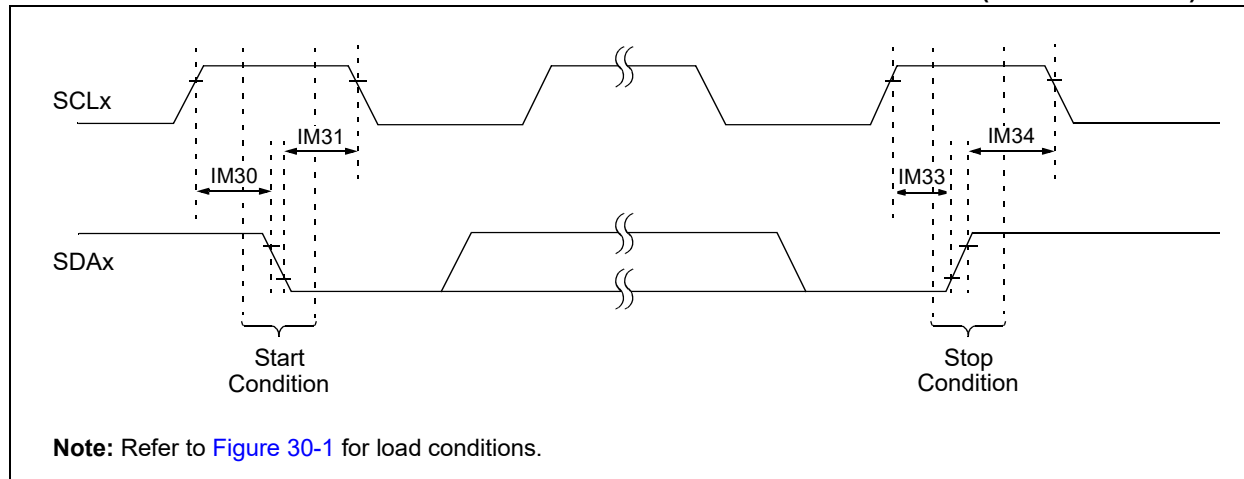 SCLx
IM31
IM34
IM30
IM33
SDAx
Start
Condition
Stop
Condition
Note: Refer to Figure 30-1 for load conditions.